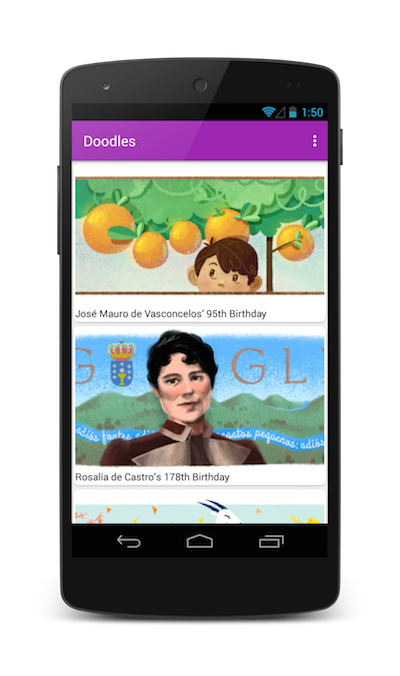 1:50
Doodles
José Mauro de Vasconcelos' 95th Birthday
G G L
adiós fontes, adiós
regatos pequenos; adiós
Rosalía de Castro's 178th Birthday